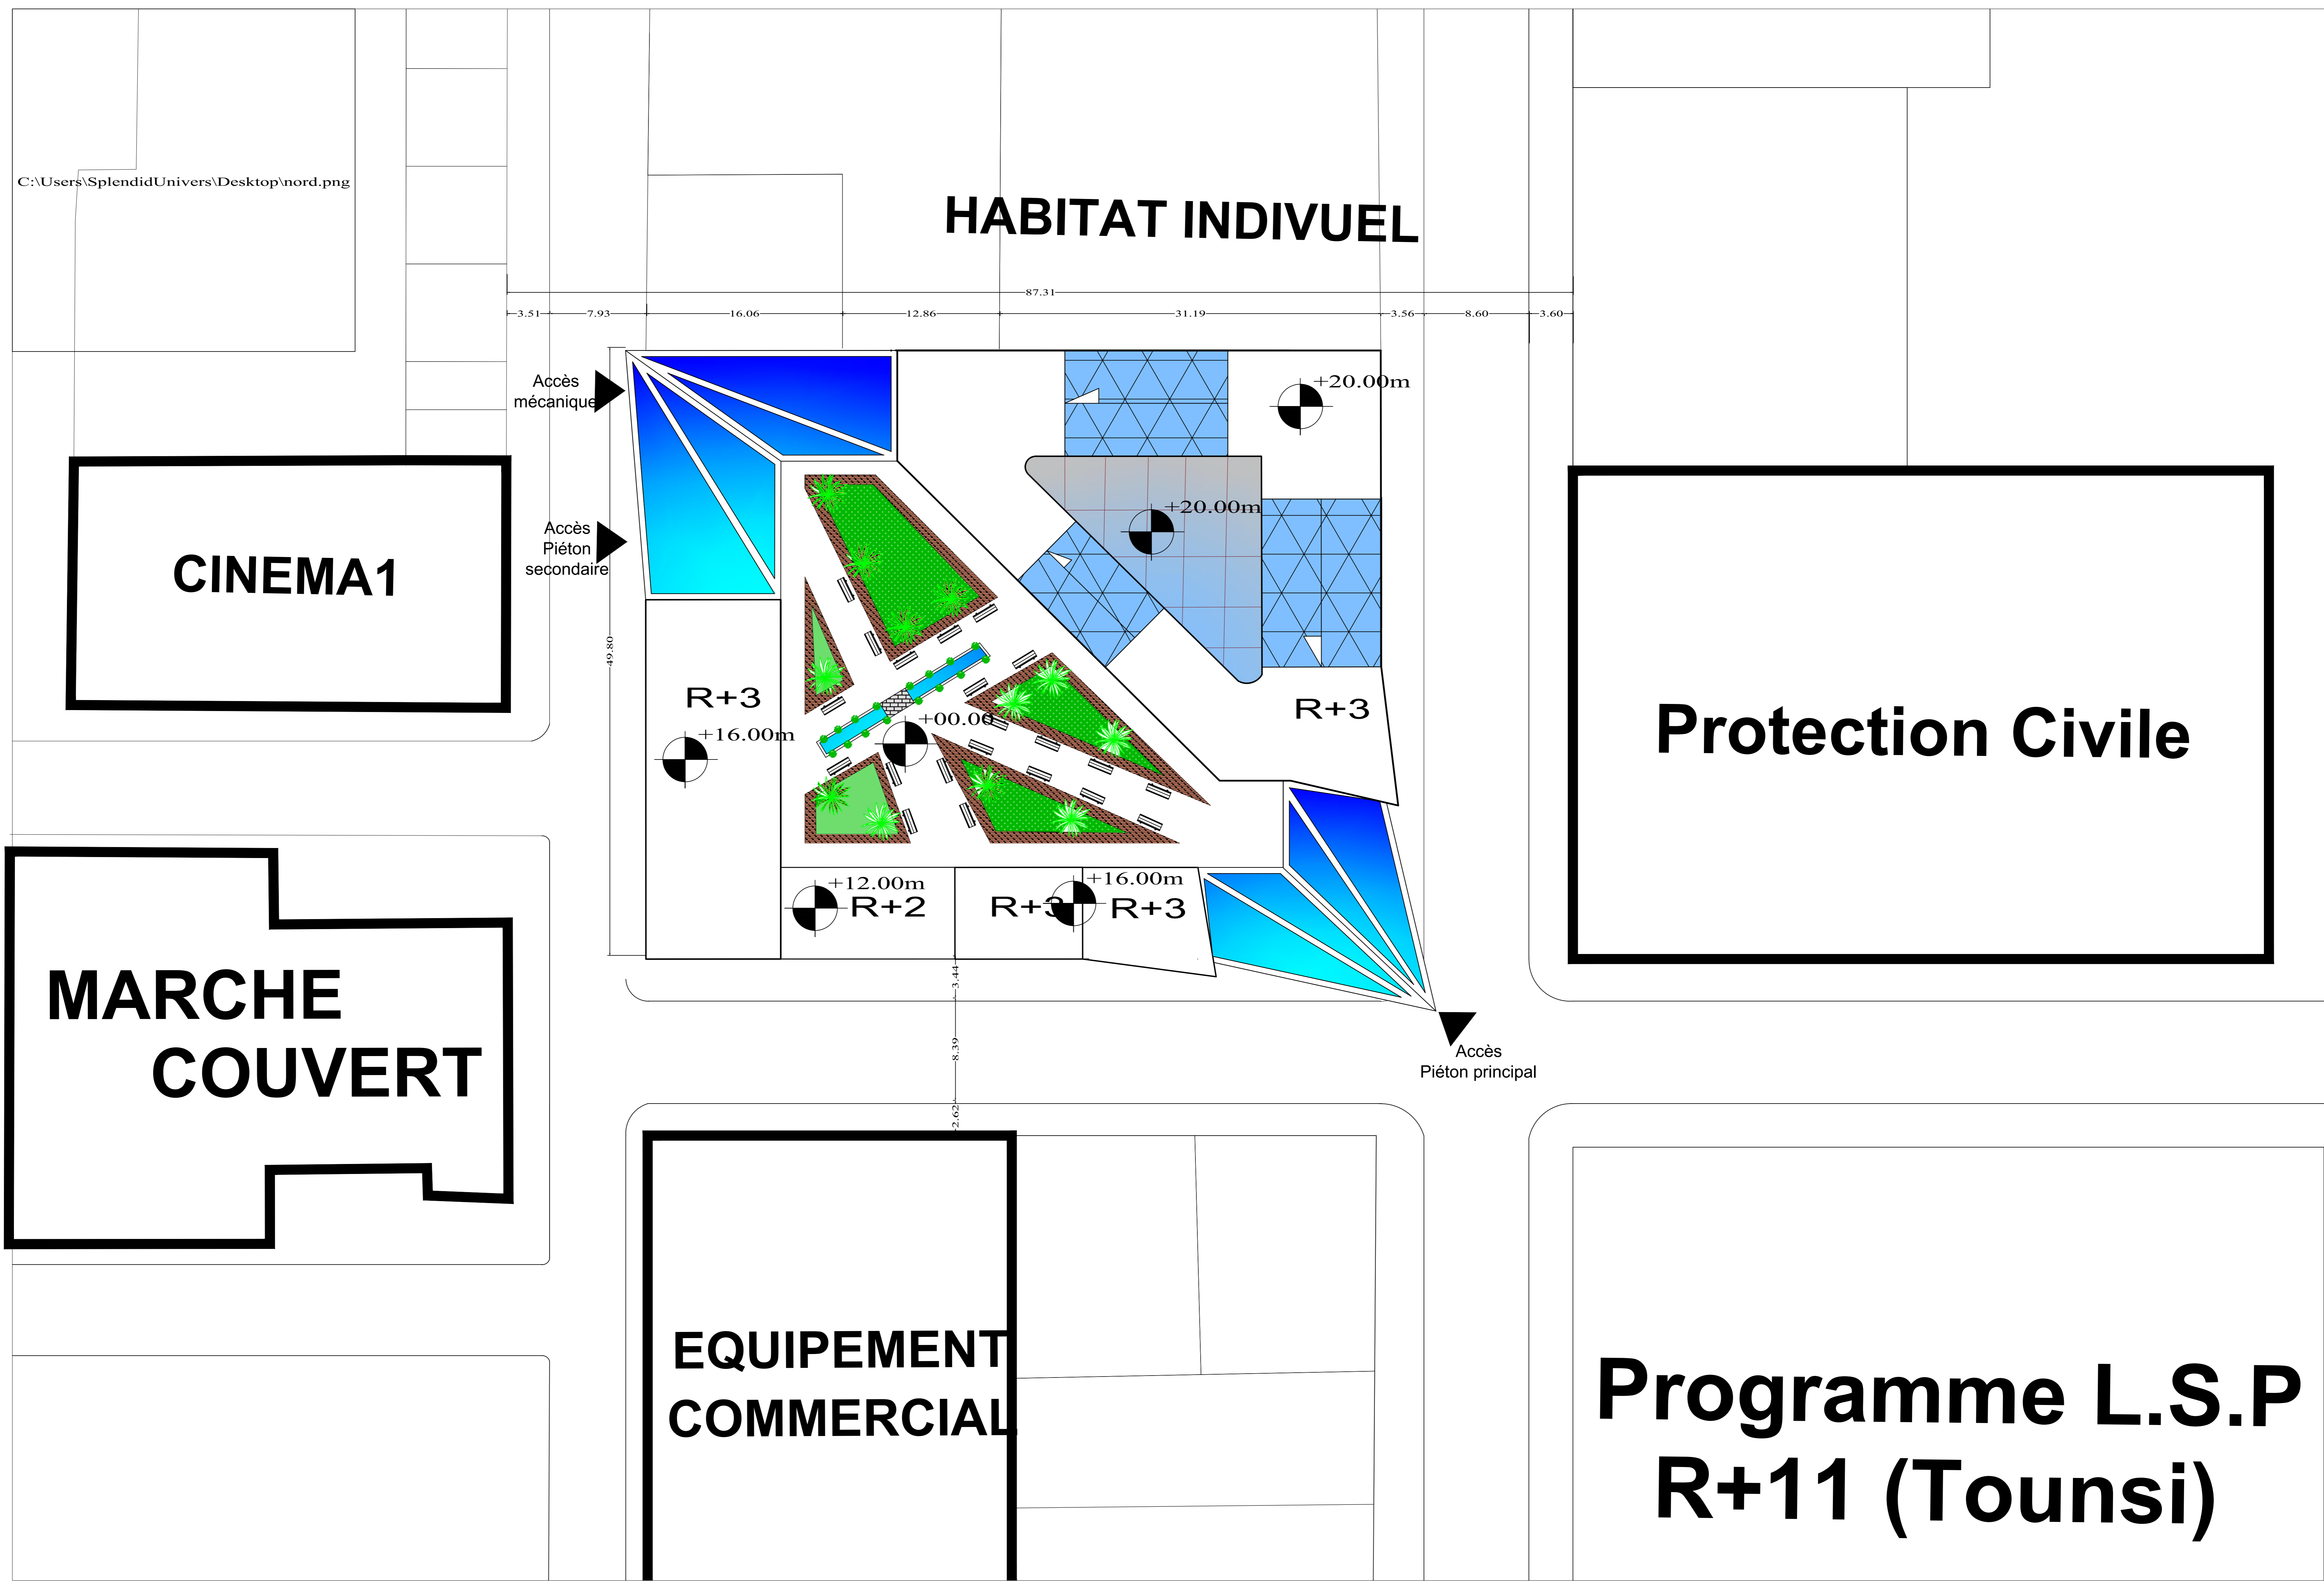 C:\Users\SplendidUnivers\Desktop\nord.png
HABITAT INDIVUEL
87.31
3.51
7.93
16.06
12.86
31.19
3.56
8.60
3.60
Accès
mécanique
+20.00m
+20.00m
Accès
Piéton
secondaire
CINEMA1
49.80
R+3
+16.00m
+00.00
R+3
Protection Civile
+12.00m
R+2
R+3
+16.00m
R+3
MARCHE
COUVERT
3.44
8.39
2.62
Accès
Piéton principal
EQUIPEMENT
COMMERCIAL
Programme L.S.P
R+11 (Tounsi)